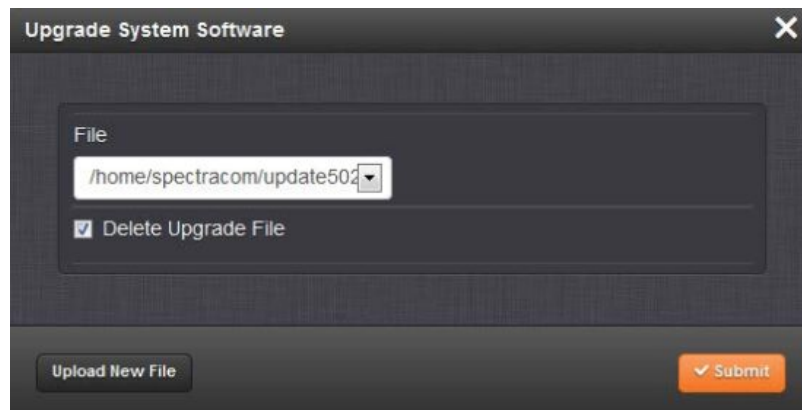 Upgrade System Software
File
/home/spectracom/update502
Delete Upgrade File
Upload New File
Submit